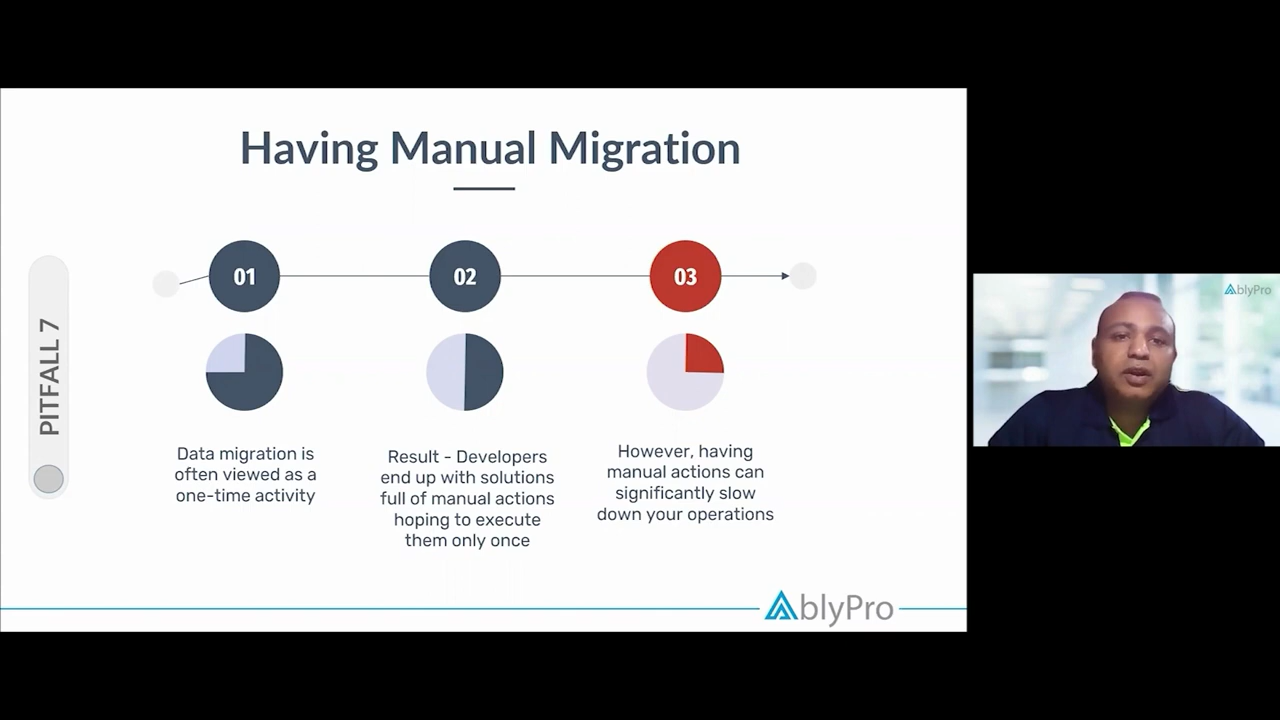 Having Manual Migration
PITFALL 7
01
02
03
Data migration is
often viewed as a
one-time activity
Result - Developers
end up with solutions
full of manual actions
hoping to execute
them only once
However, having
manual actions can
significantly slow
down your operations
AblyPro
AblyPro